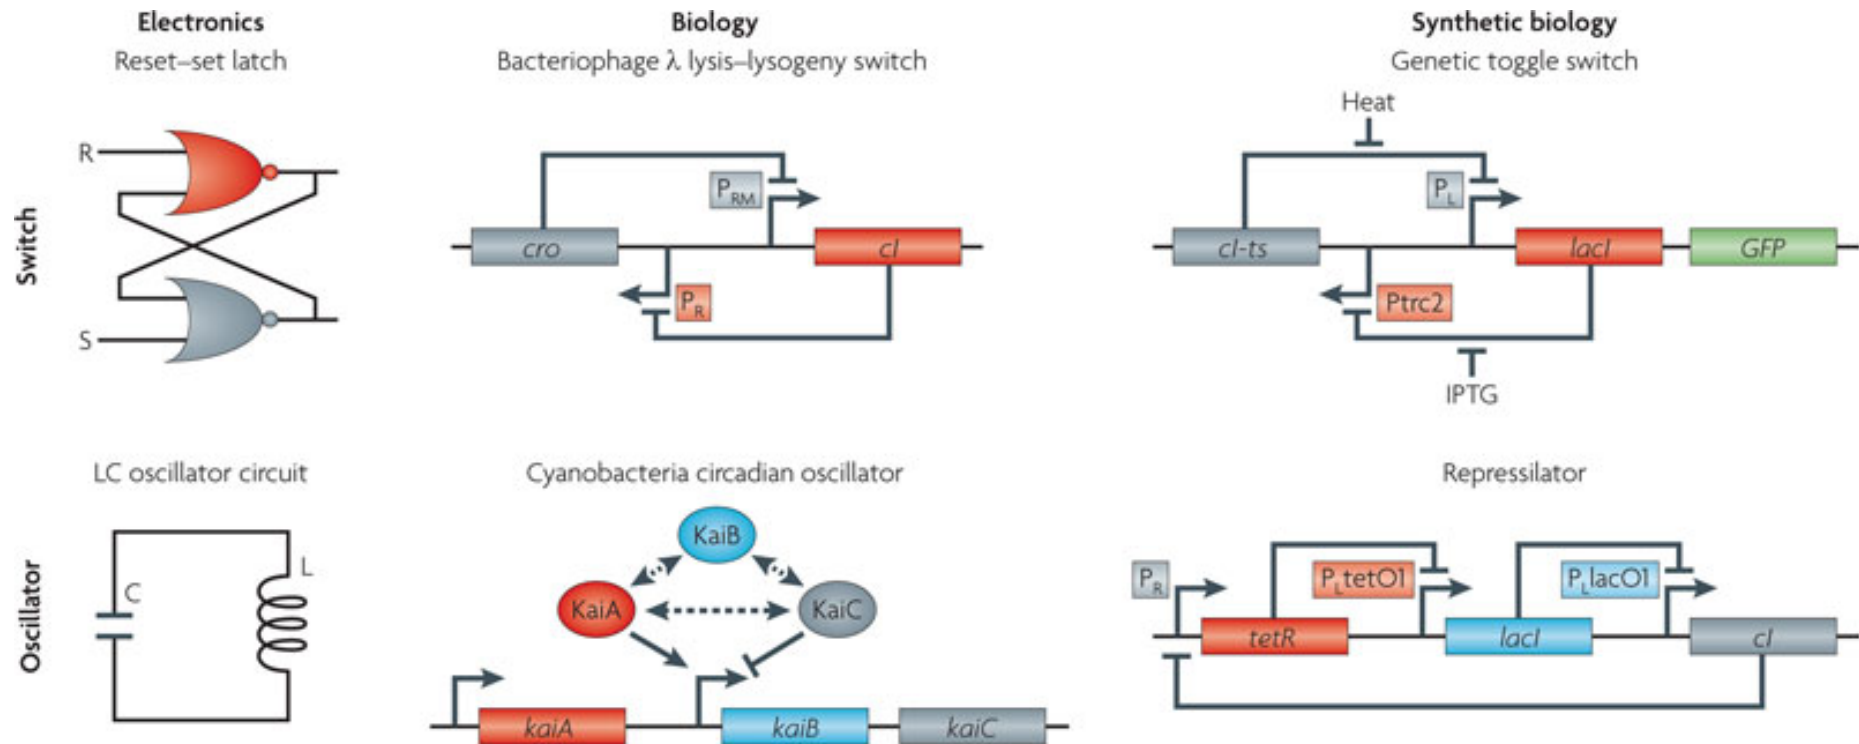 Electronics
Biology
Synthetic biology
Reset–set latch
Bacteriophage λ lysis–lysogeny switch
Genetic toggle switch
Switch
R
S
PRM
cro
cI
PR
Heat
PL
cI-ts
lacI
GFP
Ptrc2
IPTG
LC oscillator circuit
Cyanobacteria circadian oscillator
Repressilator
Oscillator
C
L
KaiB
KaiA
KaiC
kaiA
kaiB
kaiC
PR
PLtetO1
PLlacO1
tetR
lacI
cI